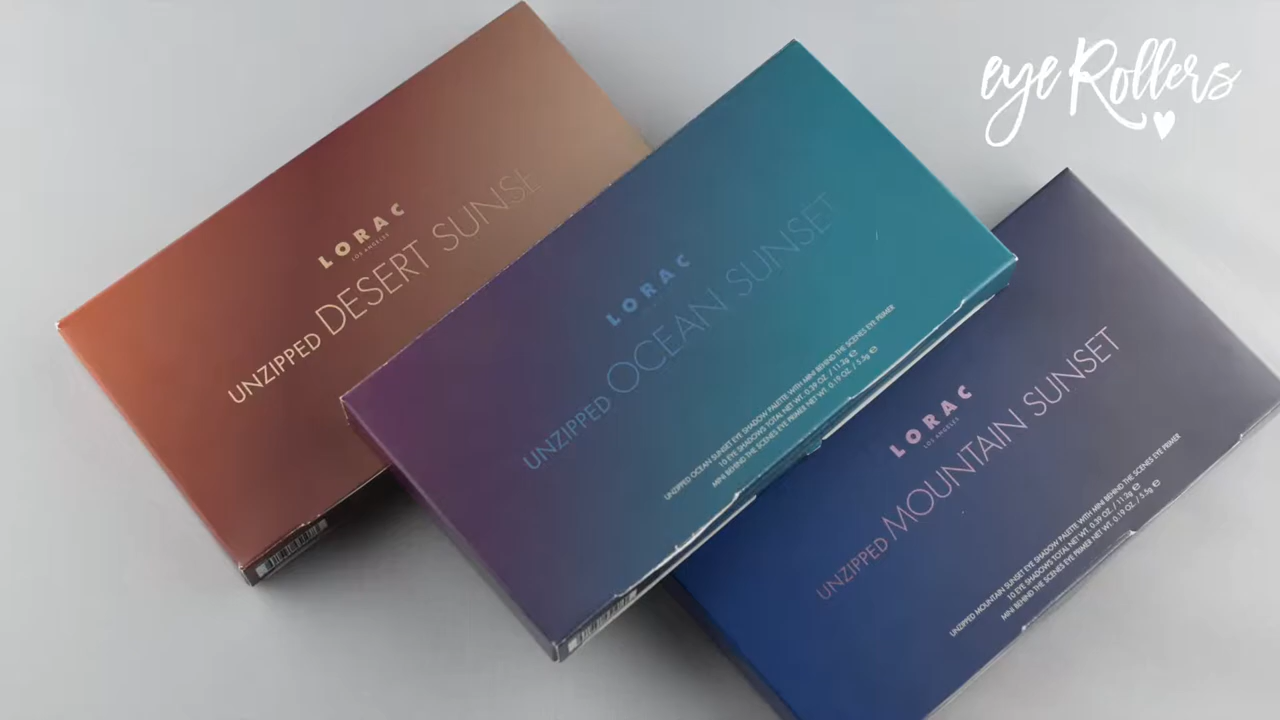 eye Rollers
LORAC
LOS ANGELES
UNZIPPED DESERT SUNSE
LORAC
UNZIPPED OCEAN SUNSET
UNZIPPED OCEAN SUNSET EYE SHADOW PALETTE WITH MINI BEHIND THE SCENES EYE PRIMER
10 EYE SHADOWS TOTAL NET WT. 0.39 OZ. / 11.2g ℮
MINI BEHIND THE SCENES EYE PRIMER NET WT. 0.19 OZ. / 5.5g ℮
LORAC
LOS ANGELES
UNZIPPED MOUNTAIN SUNSET
UNZIPPED MOUNTAIN SUNSET EYE SHADOW PALETTE WITH MINI BEHIND THE SCENES EYE PRIMER
10 EYE SHADOWS TOTAL NET WT. 0.39 OZ. / 11.2g ℮
MINI BEHIND THE SCENES EYE PRIMER NET WT. 0.19 OZ. / 5.5g ℮